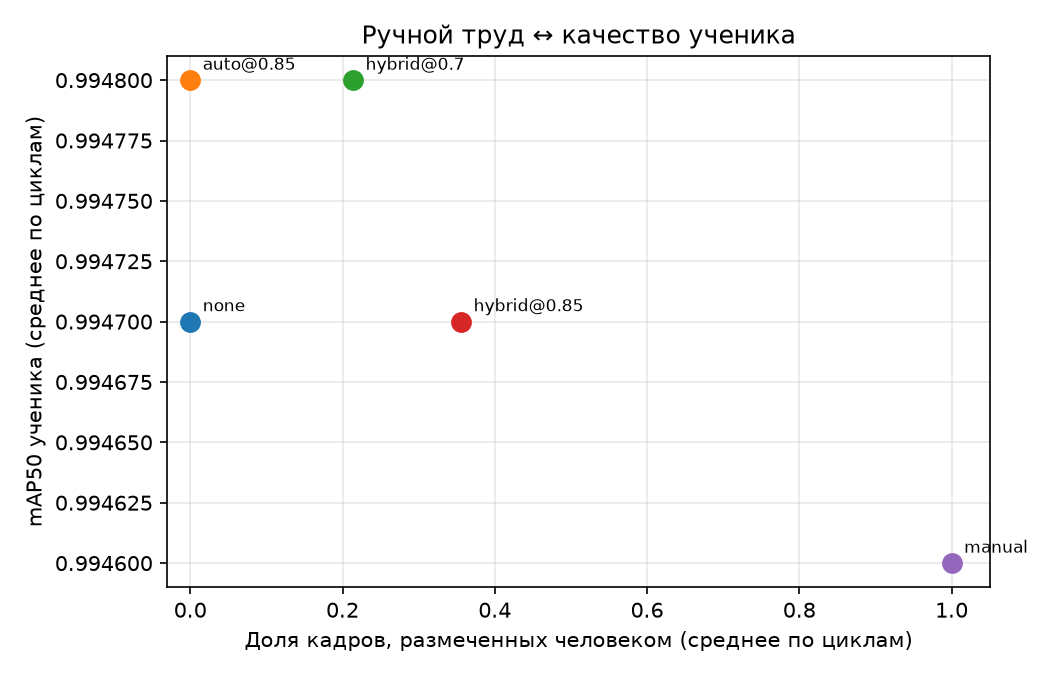 Ручной труд ↔ качество ученика
mAP50 ученика (среднее по циклам)
0.994800
0.994775
0.994750
0.994725
0.994700
0.994675
0.994650
0.994625
0.994600
auto@0.85
hybrid@0.7
none
hybrid@0.85
manual
0.0 0.2 0.4 0.6 0.8 1.0
Доля кадров, размеченных человеком (среднее по циклам)